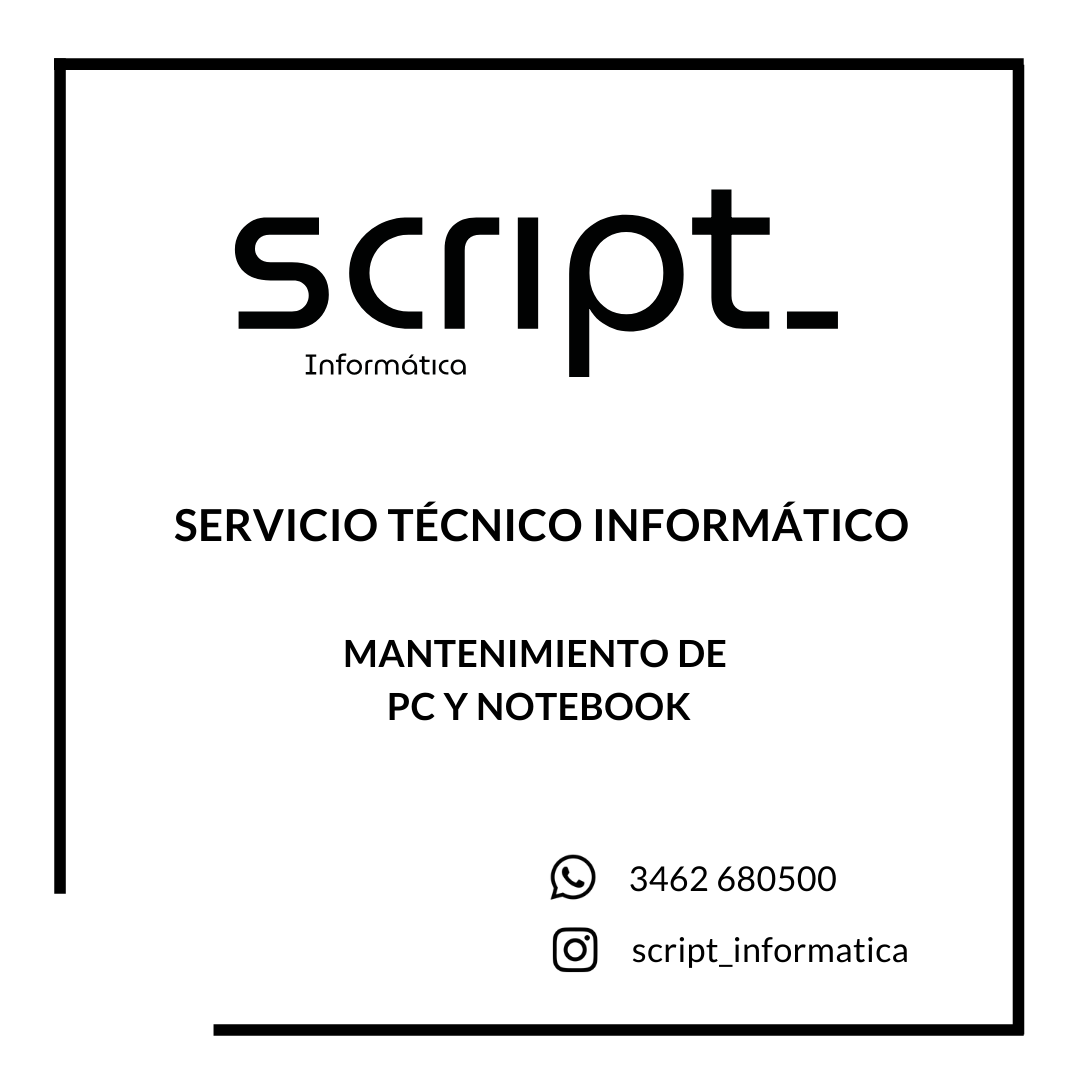 script_
Informática
SERVICIO TÉCNICO INFORMÁTICO
MANTENIMIENTO DE
PC Y NOTEBOOK
3462 680500
script_informatica